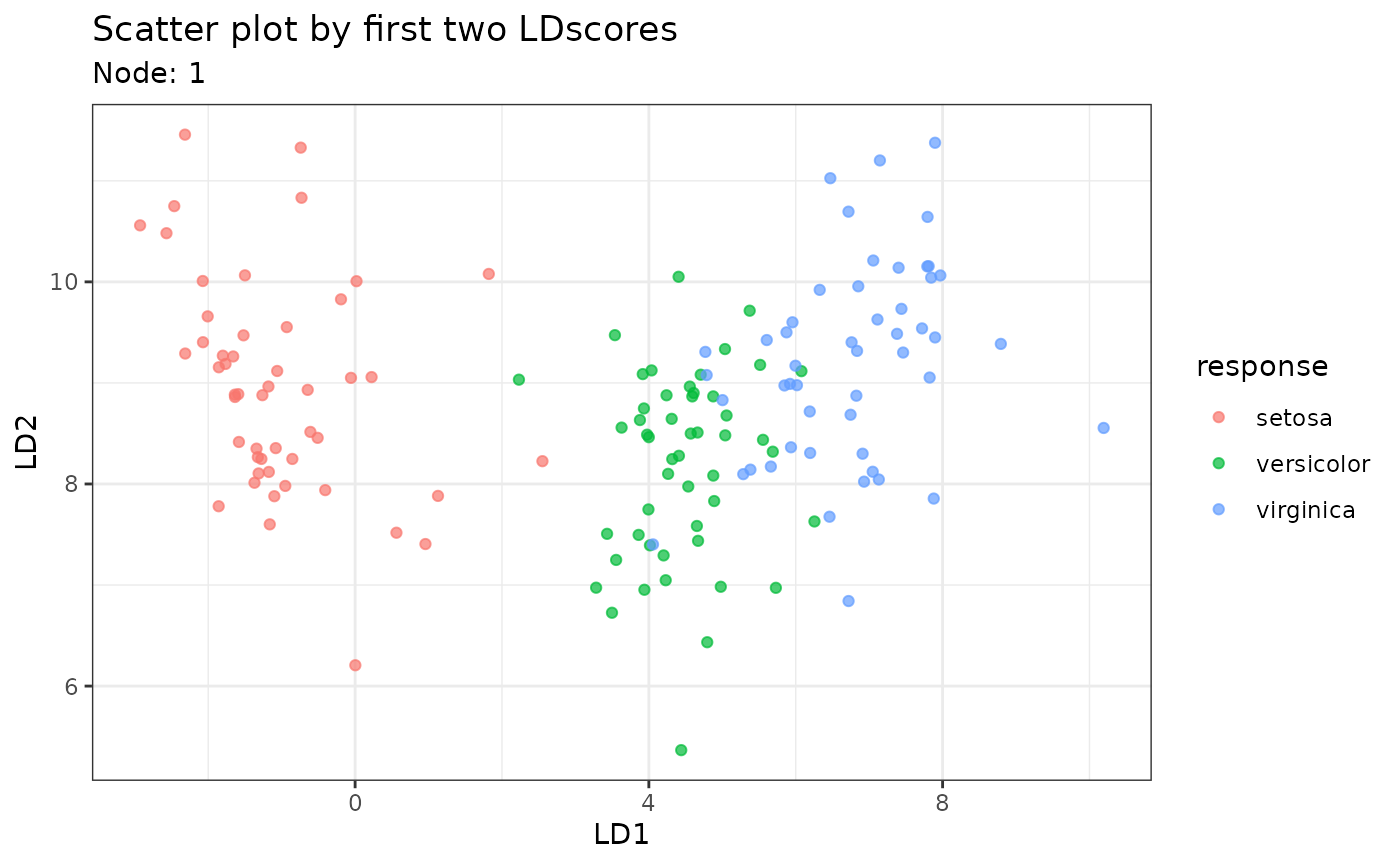 Scatter plot by first two LDscores
Node: 1
10
8
6
LD2
0 4 8
LD1
response
setosa
versicolor
virginica